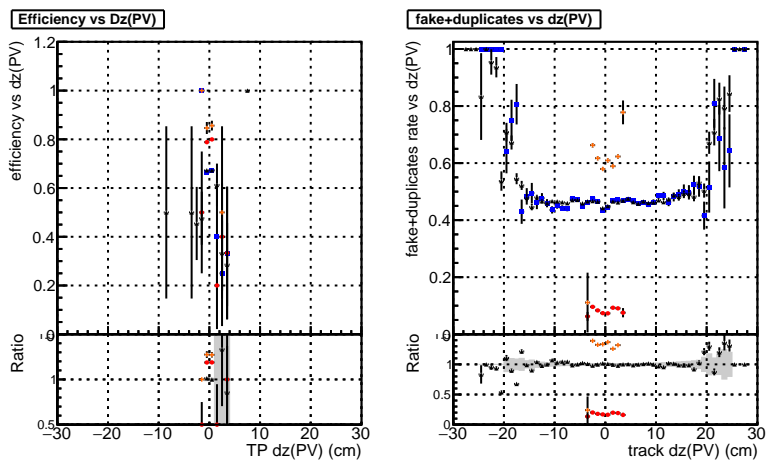 Efficiency vs Dz(PV)
efficiency vs dz(PV)
1.2
1
0.8
0.6
0.4
0.2
0
Ratio
1
0.5
−30 −20 −10 0 10 20 30
TP dz(PV) (cm)
fake+duplicates vs dz(PV)
fake+duplicates rate vs dz(PV)
1
0.8
0.6
0.4
0.2
0
Ratio
1
0.5
0
−30 −20 −10 0 10 20 30
track dz(PV) (cm)